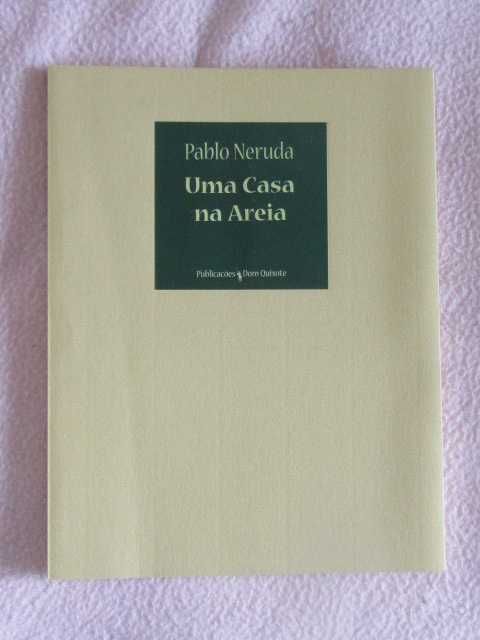 Pablo Neruda
Uma Casa
na Areia
Publicações Dom Quixote